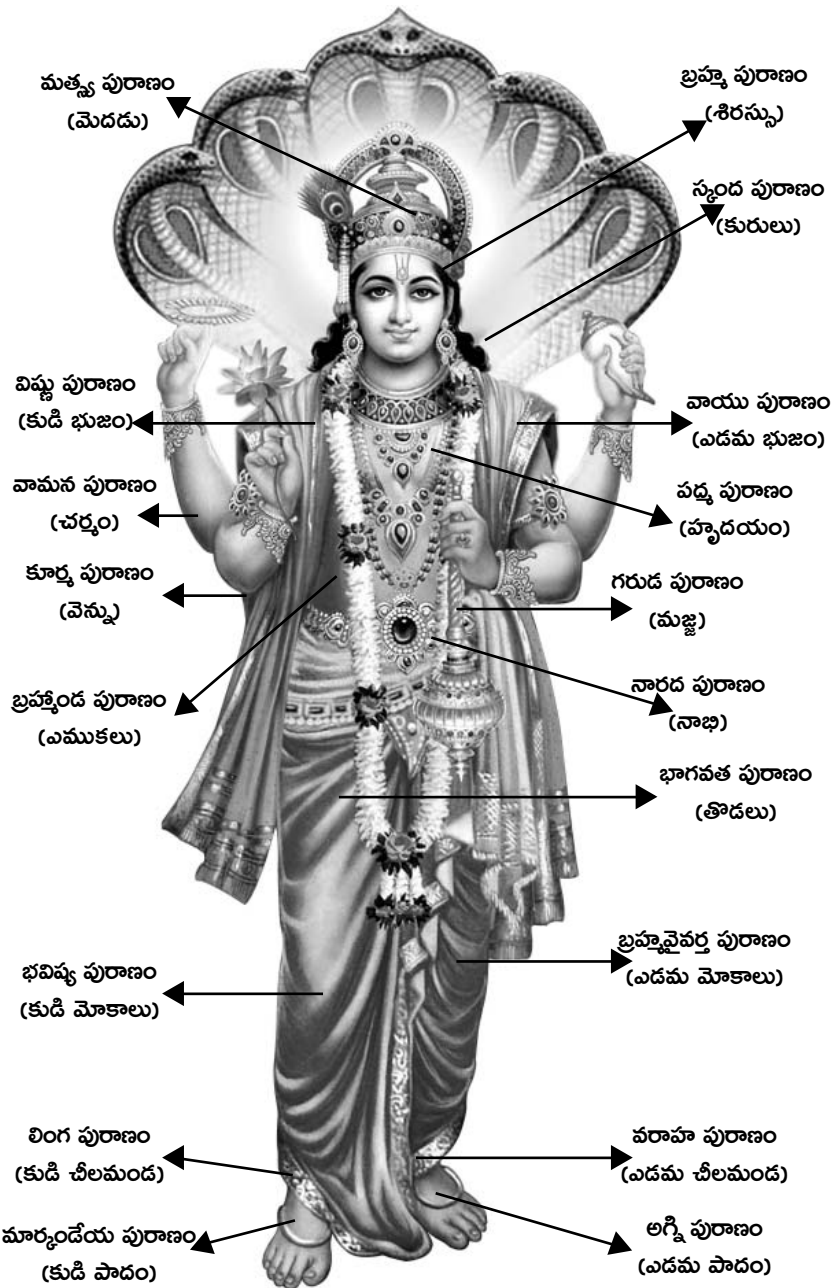 మత్స్య పురాణం
(మెదడు)
బ్రహ్మ పురాణం
(శిరస్సు)
స్కంద పురాణం
(కురులు)
విష్ణు పురాణం
(కుడి భుజం)
వాయు పురాణం
(ఎడమ భుజం)
వామన పురాణం
(చర్మం)
పద్మ పురాణం
(హృదయం)
కూర్మ పురాణం
(వెన్ను)
గరుడ పురాణం
(మజ్జ)
బ్రహ్మాండ పురాణం
(ఎముకలు)
నారద పురాణం
(నాభి)
భాగవత పురాణం
(తొడలు)
భవిష్య పురాణం
(కుడి మోకాలు)
బ్రహ్మవైవర్త పురాణం
(ఎడమ మోకాలు)
లింగ పురాణం
(కుడి చీలమండ)
వరాహ పురాణం
(ఎడమ చీలమండ)
మార్కండేయ పురాణం
(కుడి పాదం)
అగ్ని పురాణం
(ఎడమ పాదం)